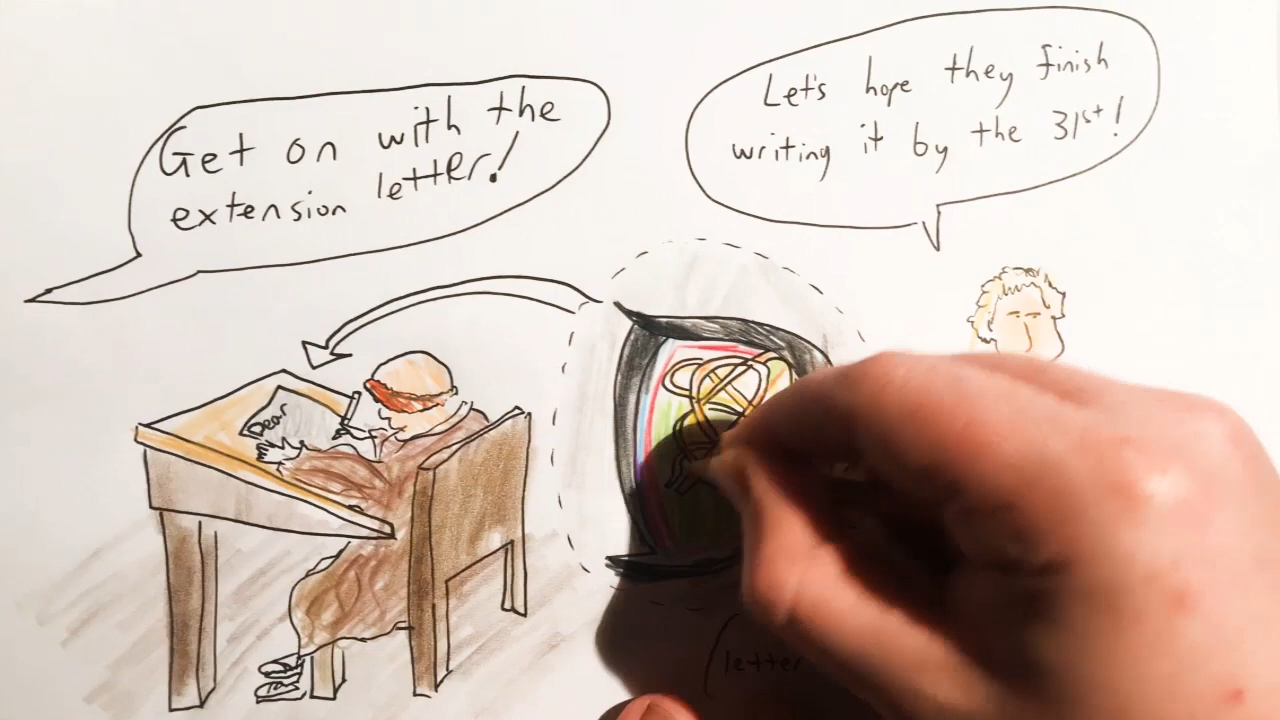 Get on with the
extension letter!
Let's hope they finish
writing it by the 31st!
Dear
letter